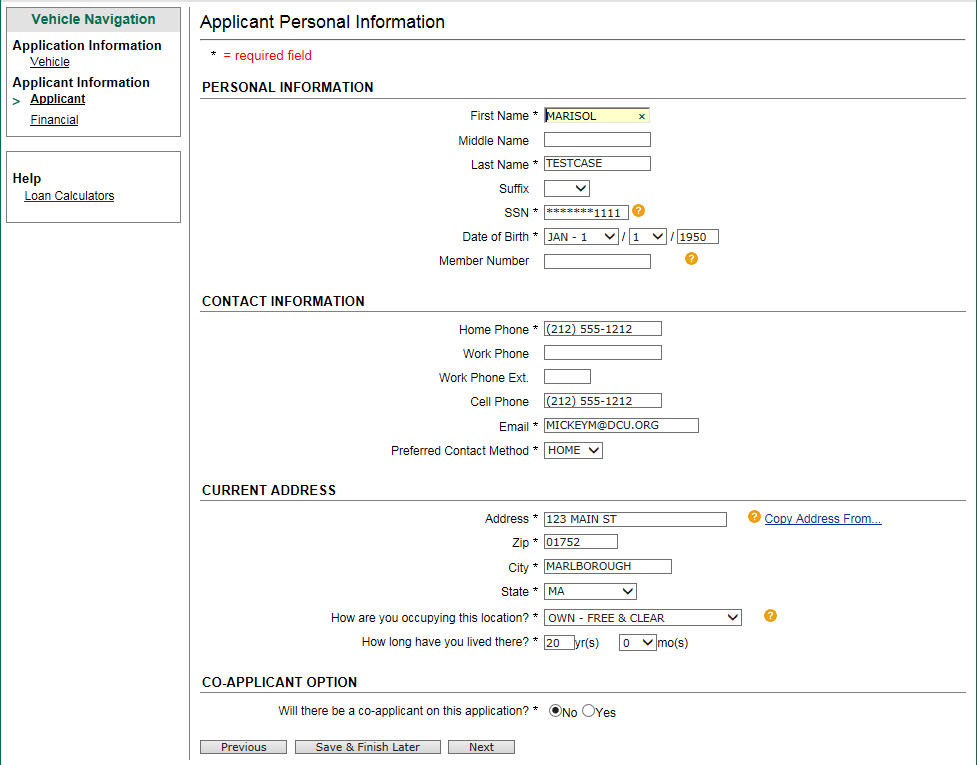 Vehicle Navigation
Application Information
Vehicle
Applicant Information
> Applicant
Financial
Help
Loan Calculators
Applicant Personal Information
* = required field
PERSONAL INFORMATION
First Name * MARISOL ×
Middle Name
Last Name * TESTCASE
Suffix
SSN * *******1111 ?
Date of Birth * JAN - 1 / 1 / 1950
Member Number ?
CONTACT INFORMATION
Home Phone * (212) 555-1212
Work Phone
Work Phone Ext.
Cell Phone (212) 555-1212
Email * MICKEYM@DCU.ORG
Preferred Contact Method * HOME
CURRENT ADDRESS
Address * 123 MAIN ST ? Copy Address From...
Zip * 01752
City * MARLBOROUGH
State * MA
How are you occupying this location? * OWN - FREE & CLEAR ?
How long have you lived there? * 20 yr(s) 0 mo(s)
CO-APPLICANT OPTION
Will there be a co-applicant on this application? * No Yes
Previous Save & Finish Later Next